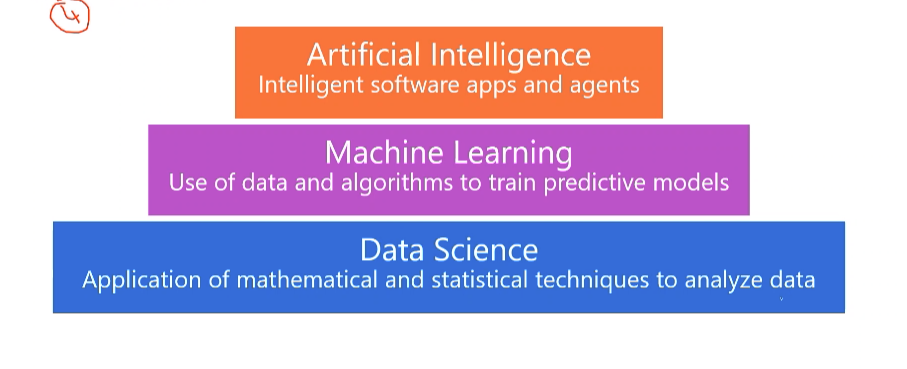 4
Artificial Intelligence
Intelligent software apps and agents
Machine Learning
Use of data and algorithms to train predictive models
Data Science
Application of mathematical and statistical techniques to analyze data